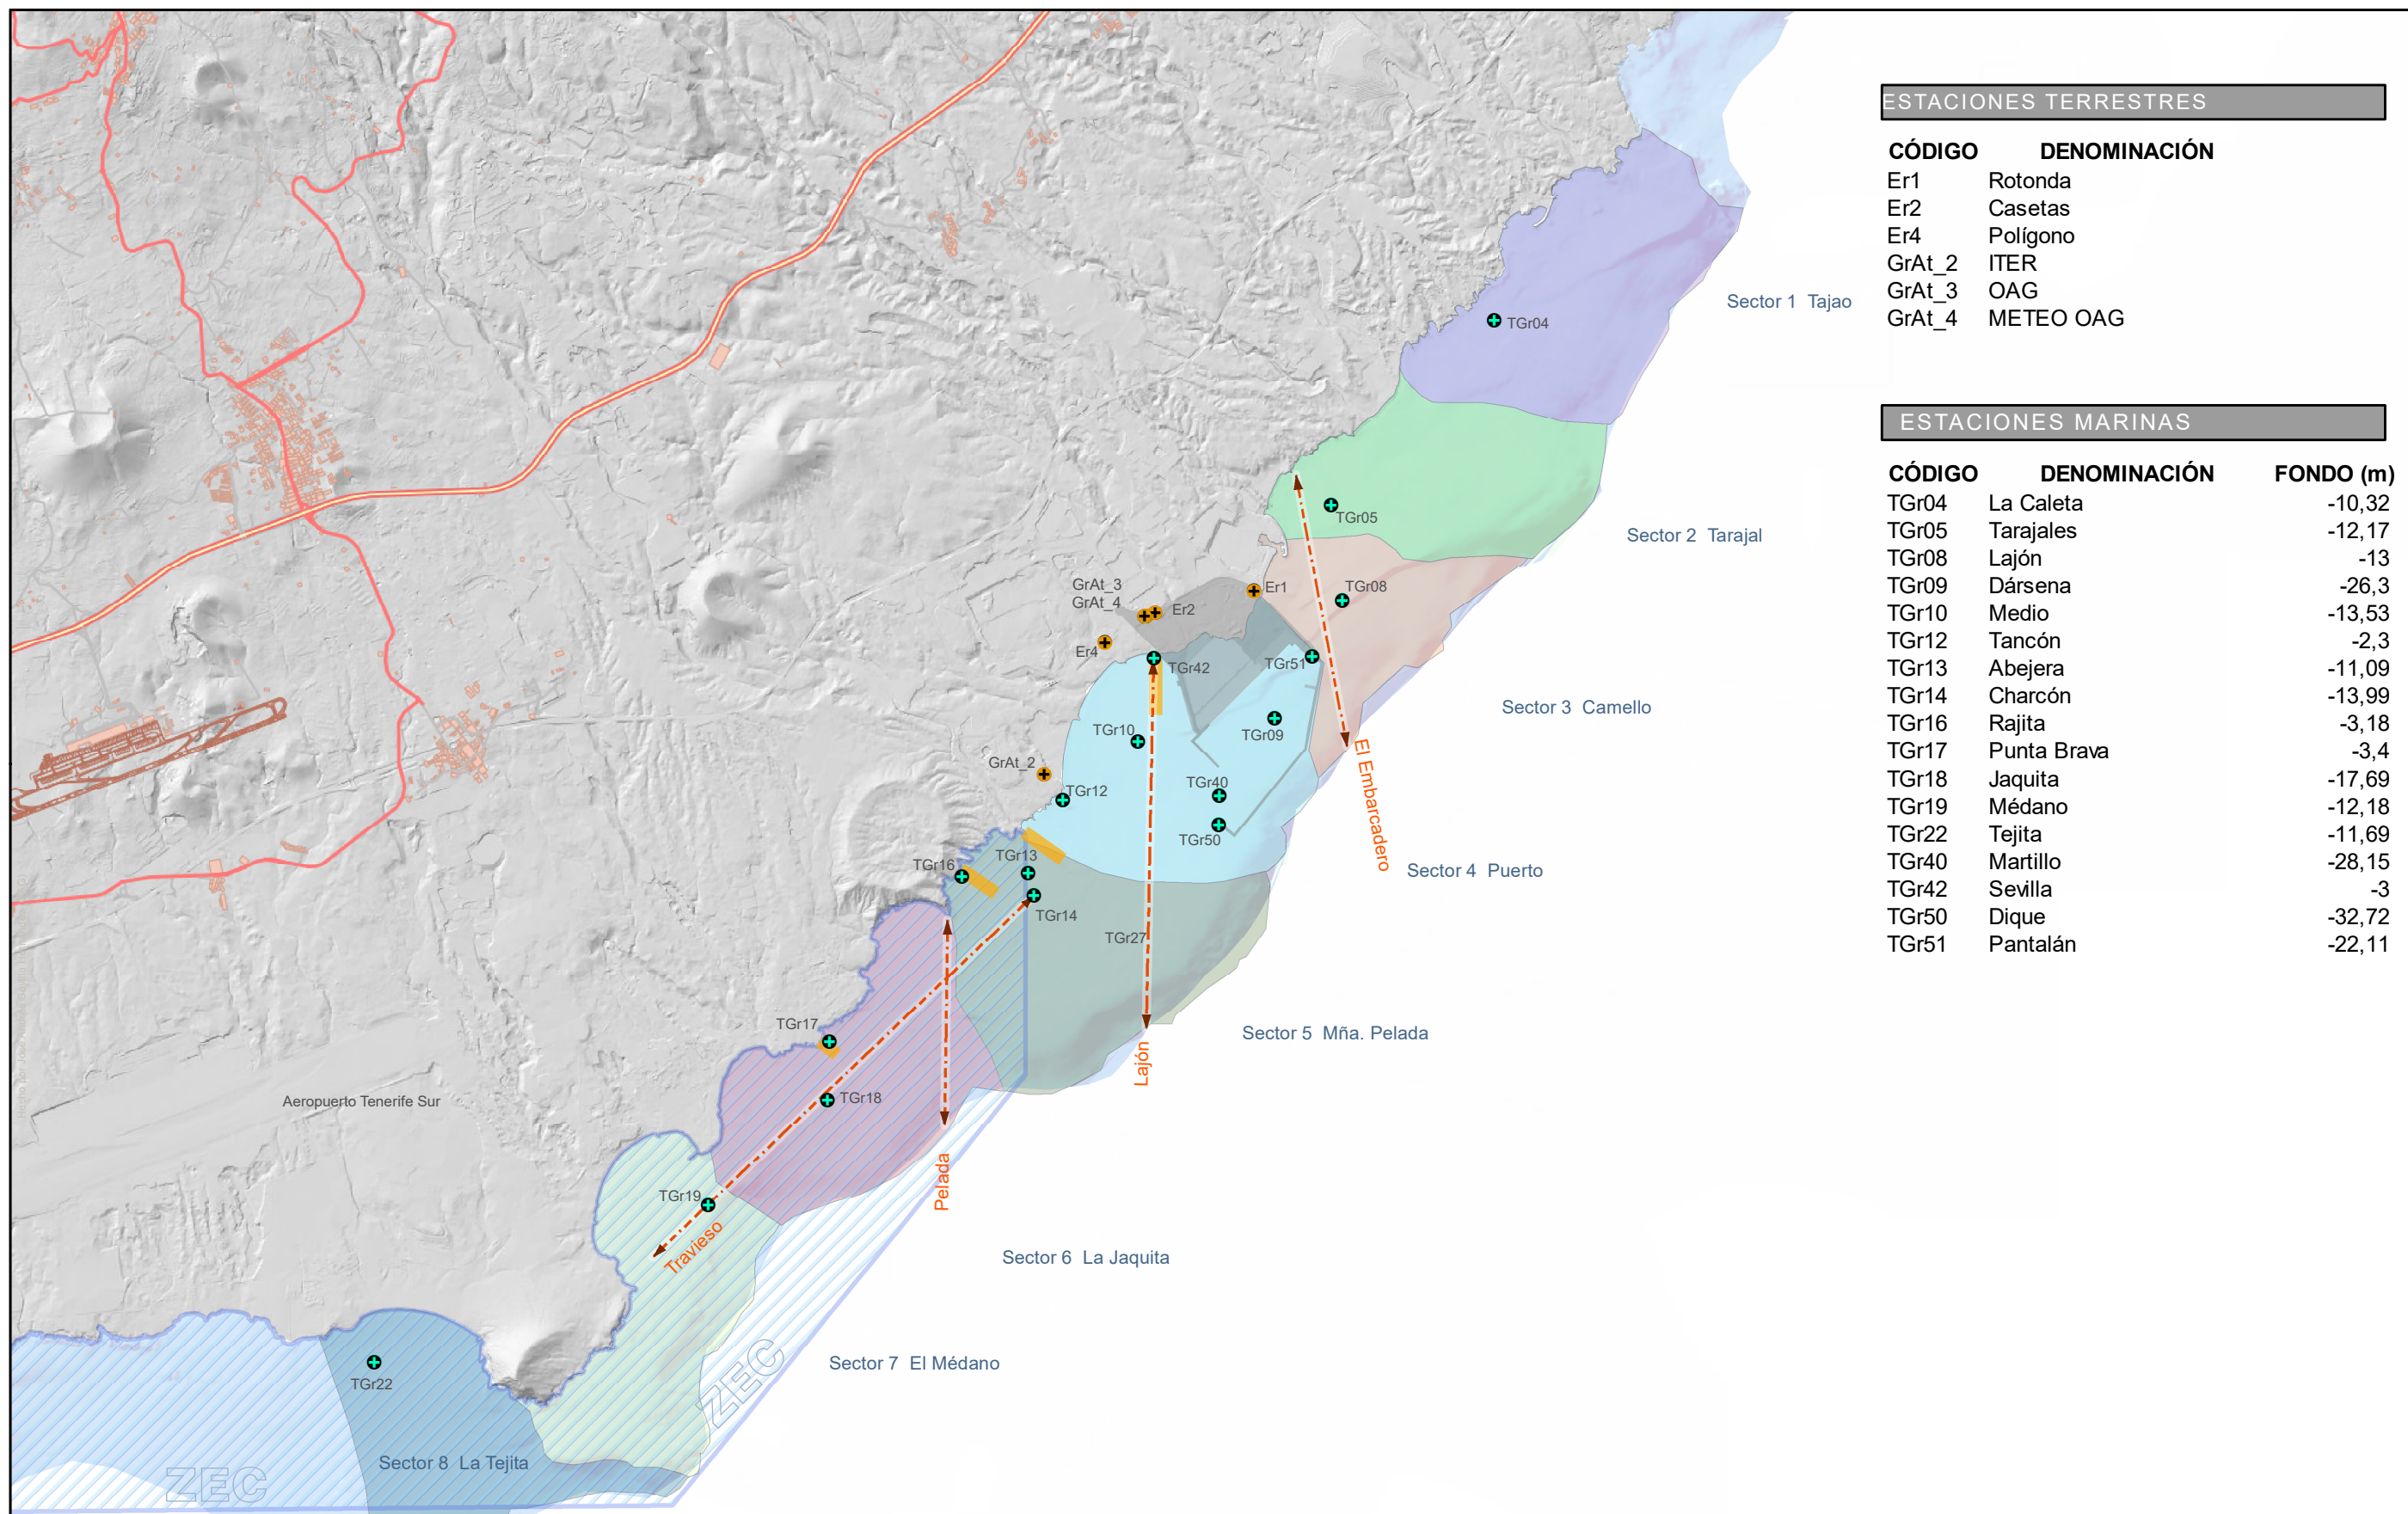 ESTACIONES TERRESTRES
CÓDIGO DENOMINACIÓN
Er1 Rotonda
Er2 Casetas
Er4 Polígono
GrAt_2 ITER
GrAt_3 OAG
GrAt_4 METEO OAG
ESTACIONES MARINAS
CÓDIGO DENOMINACIÓN FONDO (m)
TGr04 La Caleta -10,32
TGr05 Tarajales -12,17
TGr08 Lajón -13
TGr09 Dársena -26,3
TGr10 Medio -13,53
TGr12 Tancón -2,3
TGr13 Abejera -11,09
TGr14 Charcón -13,99
TGr16 Rajita -3,18
TGr17 Punta Brava -3,4
TGr18 Jaquita -17,69
TGr19 Médano -12,18
TGr22 Tejita -11,69
TGr40 Martillo -28,15
TGr42 Sevilla -3
TGr50 Dique -32,72
TGr51 Pantalán -22,11
Sector 1 Tajao
TGr04
TGr05
Sector 2 Tarajal
GrAt_3
GrAt_4
Er2
Er1
TGr08
Er4
TGr42
TGr51
Sector 3 Camello
TGr10
TGr09
El Embarcadero
GrAt_2
TGr12
TGr40
TGr50
Sector 4 Puerto
TGr16
TGr13
TGr14
TGr27
Lajón
Sector 5 Mña. Pelada
TGr17
TGr18
Aeropuerto Tenerife Sur
Pelada
TGr19
Travieso
Sector 6 La Jaquita
ZEC
Sector 7 El Médano
TGr22
Sector 8 La Tejita
ZEC